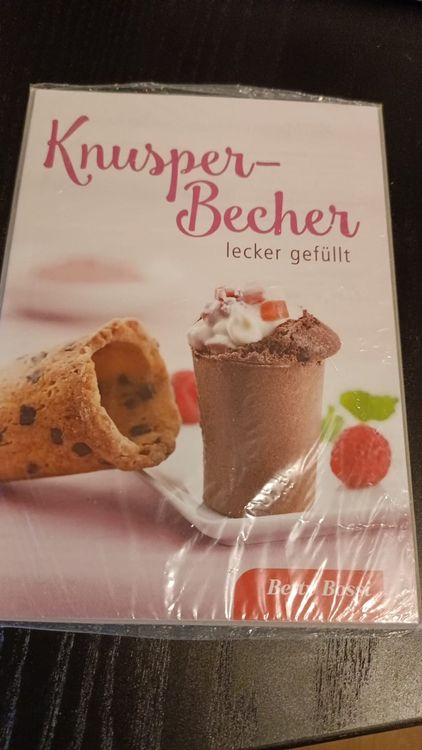 Knusper-
Becher
lecker gefüllt
Betty Bossi